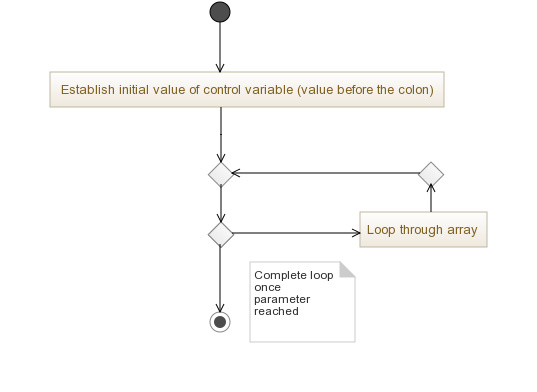 Establish initial value of control variable (value before the colon)
Loop through array
Complete loop
once
parameter
reached